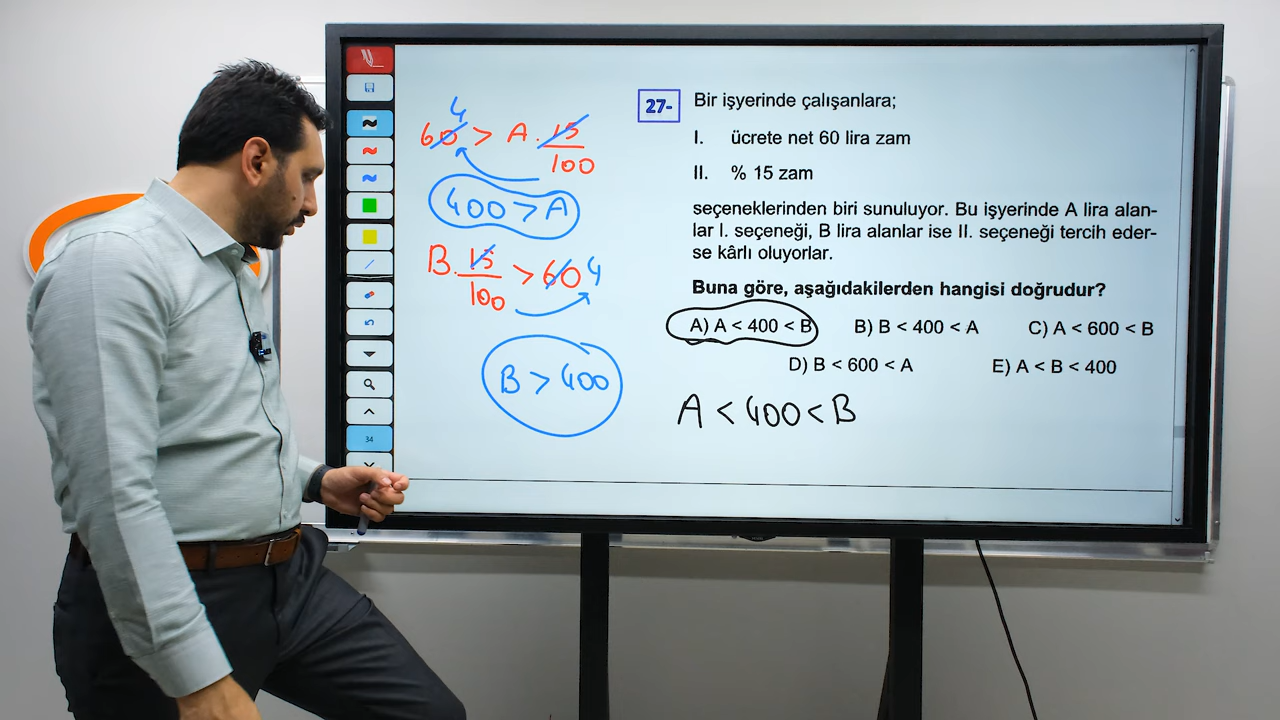 27- Bir işyerinde çalışanlara;
I. ücrete net 60 lira zam
II. % 15 zam
seçeneklerinden biri sunuluyor. Bu işyerinde A lira alan-
lar I. seçeneği, B lira alanlar ise II. seçeneği tercih eder-
se kârlı oluyorlar.
Buna göre, aşağıdakilerden hangisi doğrudur?
A) A < 400 < B B) B < 400 < A C) A < 600 < B
D) B < 600 < A E) A < B < 400
A < 400 < B
4
60 > A . 15
100
400 > A
B . 15 > 60 4
100
B > 400
34